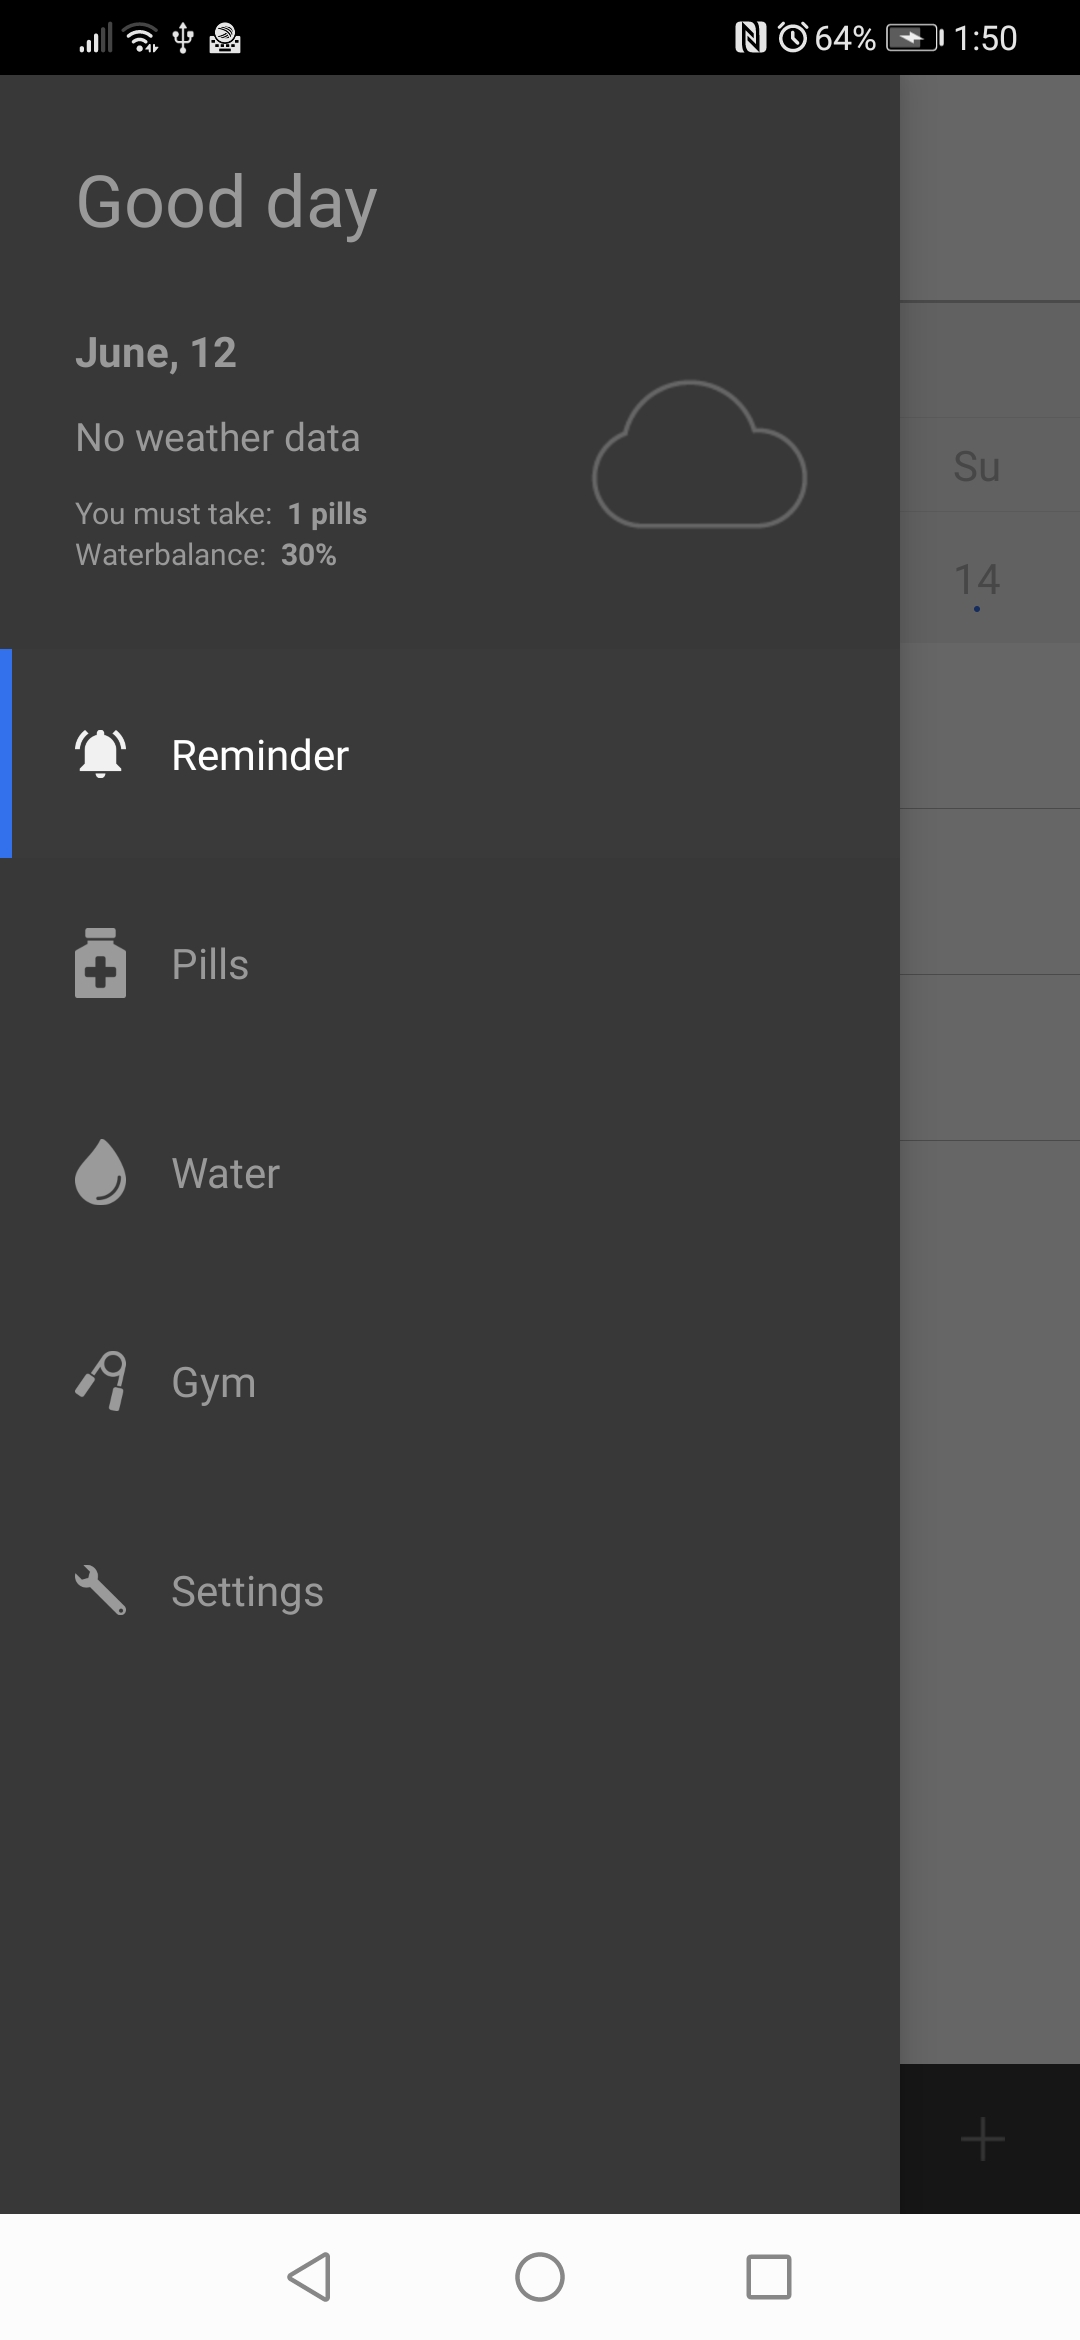 64% 1:50
Good day
June, 12
No weather data
You must take: 1 pills
Waterbalance: 30%
Su
14
Reminder
Pills
Water
Gym
Settings